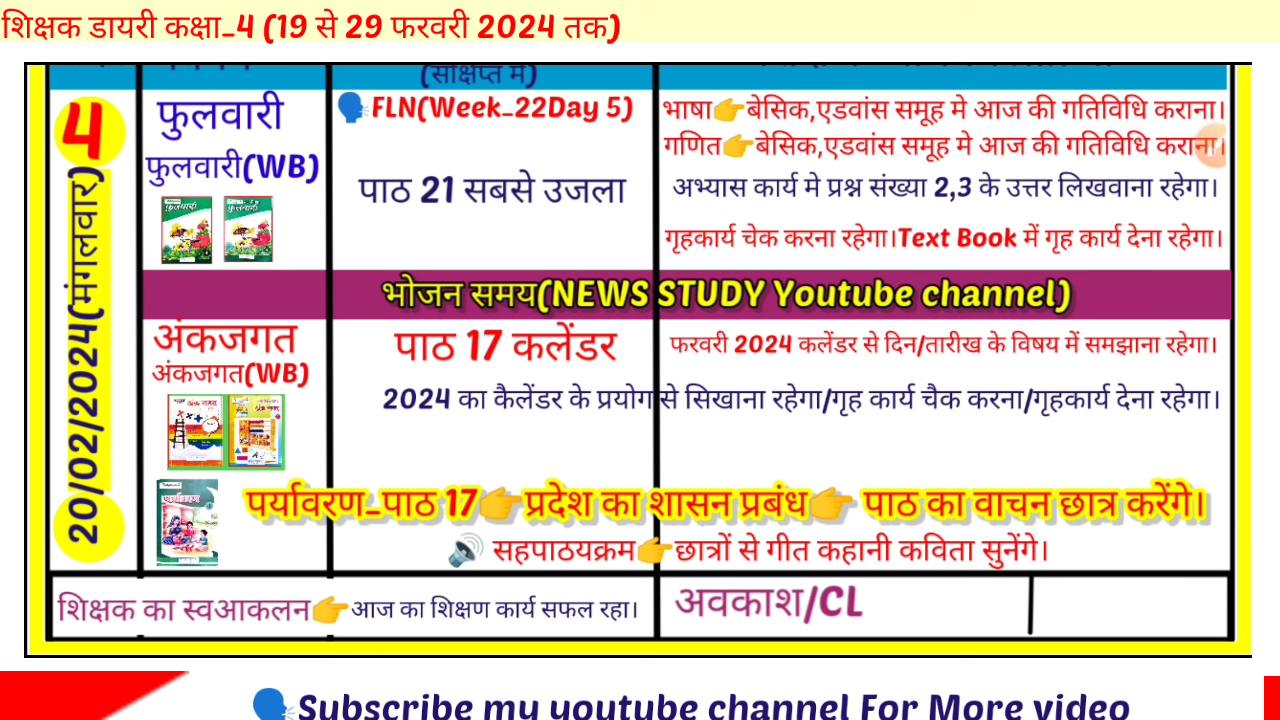 शिक्षक डायरी कक्षा-4 (19 से 29 फरवरी 2024 तक)
(संक्षिप्त में)
4
20/02/2024(मंगलवार)
फुलवारी
फुलवारी(WB)
🗣️FLN(Week-22Day 5)
पाठ 21 सबसे उजला
भाषा👉बेसिक,एडवांस समूह मे आज की गतिविधि कराना।
गणित👉बेसिक,एडवांस समूह मे आज की गतिविधि कराना।
अभ्यास कार्य मे प्रश्न संख्या 2,3 के उत्तर लिखवाना रहेगा।
गृहकार्य चेक करना रहेगा।Text Book में गृह कार्य देना रहेगा।
भोजन समय(NEWS STUDY Youtube channel)
अंकजगत
अंकजगत(WB)
पाठ 17 कलेंडर
फरवरी 2024 कलेंडर से दिन/तारीख के विषय में समझाना रहेगा।
2024 का कैलेंडर के प्रयोग से सिखाना रहेगा/गृह कार्य चैक करना/गृहकार्य देना रहेगा।
पर्यावरण-पाठ 17👉प्रदेश का शासन प्रबंध👉 पाठ का वाचन छात्र करेंगे।
🔊 सहपाठयक्रम👉छात्रों से गीत कहानी कविता सुनेंगे।
शिक्षक का स्वआकलन👉आज का शिक्षण कार्य सफल रहा।
अवकाश/CL
🗣️Subscribe my youtube channel For More video